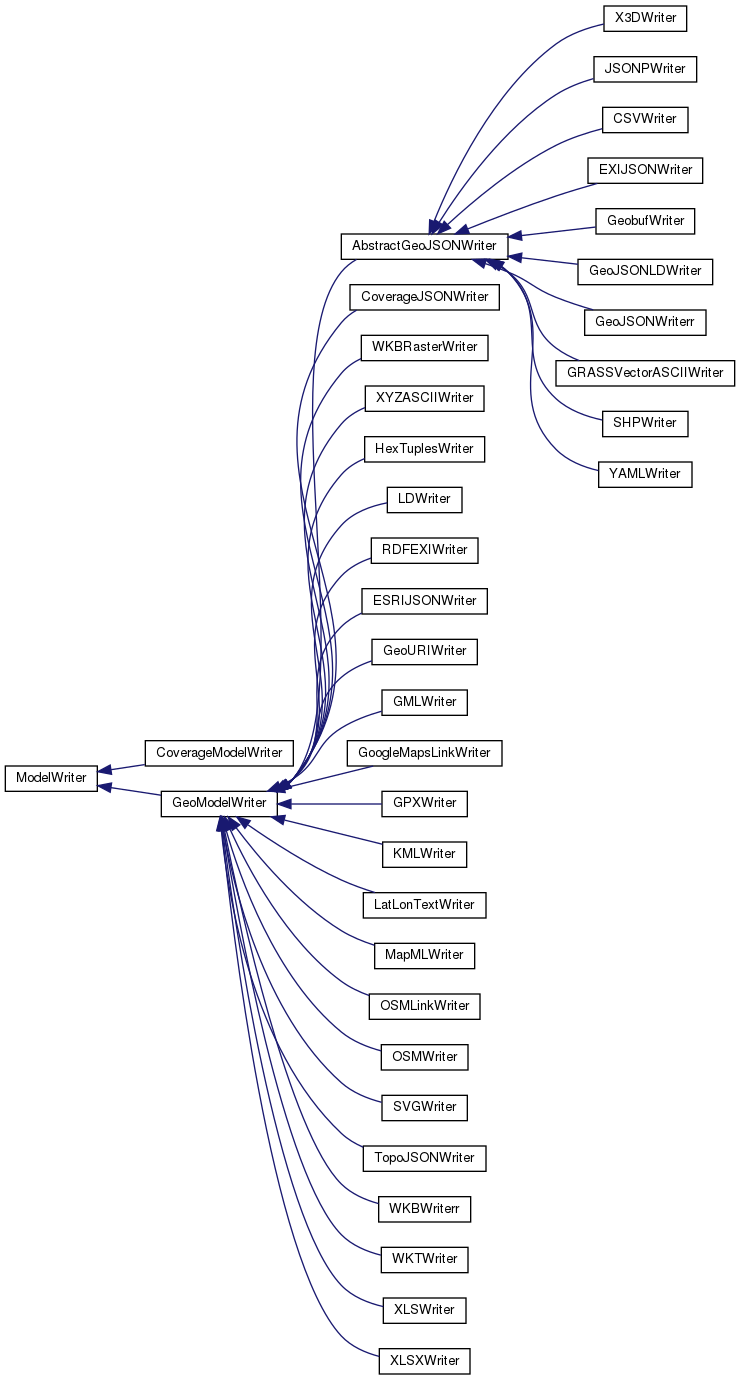 X3DWriter
JSONPWriter
CSVWriter
EXIJSONWriter
GeobufWriter
AbstractGeoJSONWriter
GeoJSONLDWriter
CoverageJSONWriter
GeoJSONWriterr
WKBRasterWriter
GRASSVectorASCIIWriter
XYZASCIIWriter
SHPWriter
HexTuplesWriter
YAMLWriter
LDWriter
RDFEXIWriter
ESRIJSONWriter
GeoURIWriter
GMLWriter
CoverageModelWriter
GoogleMapsLinkWriter
ModelWriter
GeoModelWriter
GPXWriter
KMLWriter
LatLonTextWriter
MapMLWriter
OSMLinkWriter
OSMWriter
SVGWriter
TopoJSONWriter
WKBWriterr
WKTWriter
XLSWriter
XLSXWriter